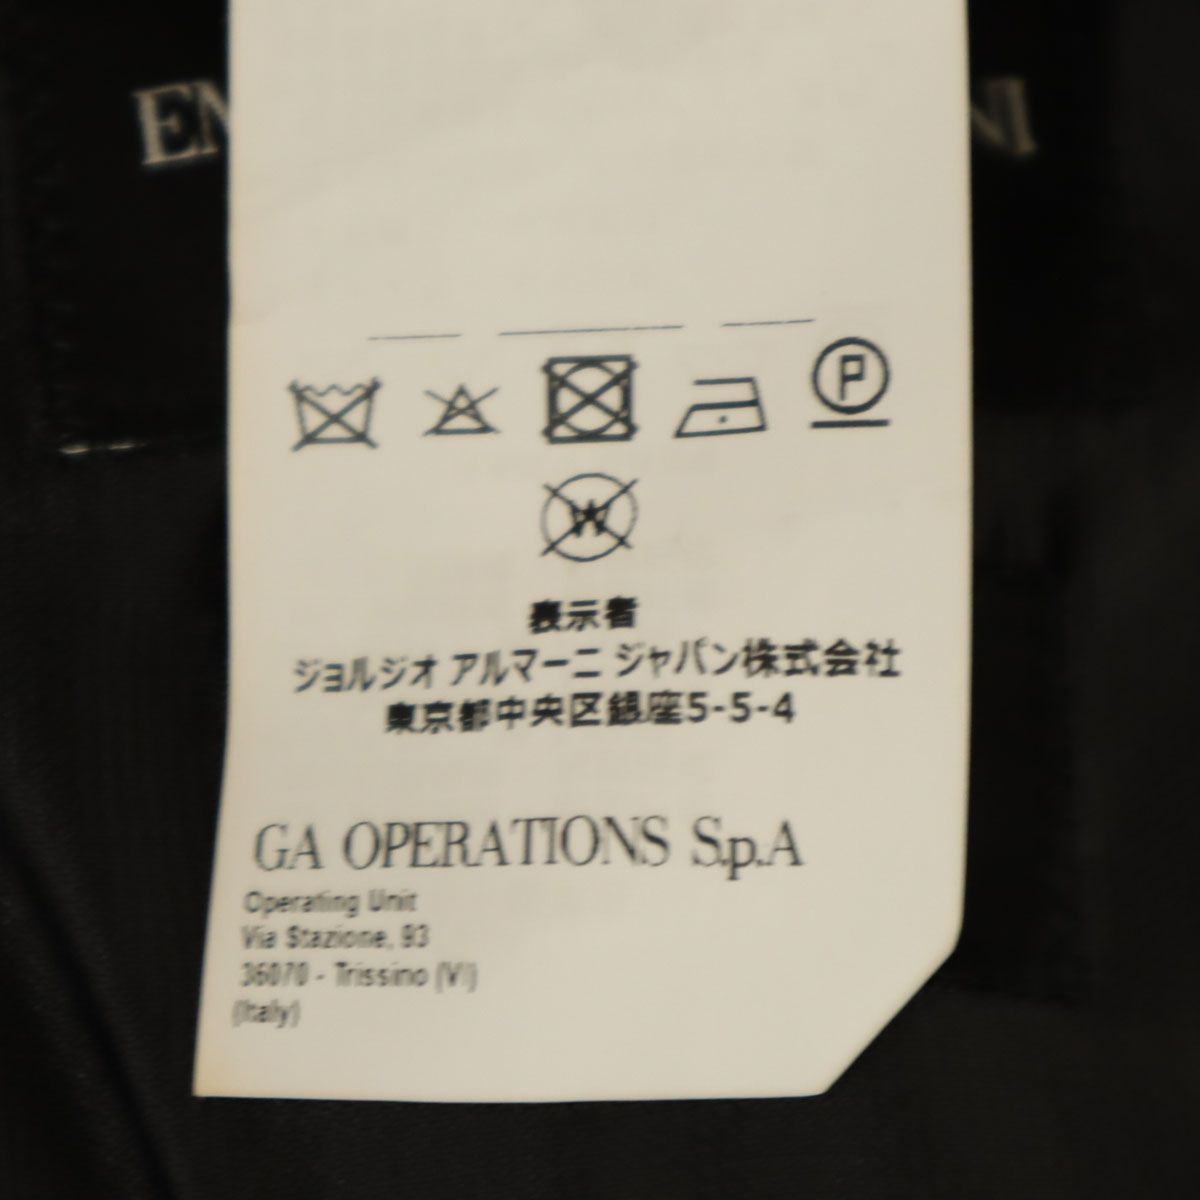 EM NI
P
W
表示者
ジョルジオ アルマーニ ジャパン株式会社
東京都中央区銀座5-5-4
GA OPERATIONS S.p.A
Operating Unit
Via Stazione, 93
36070 - Trissino (VI)
(Italy)